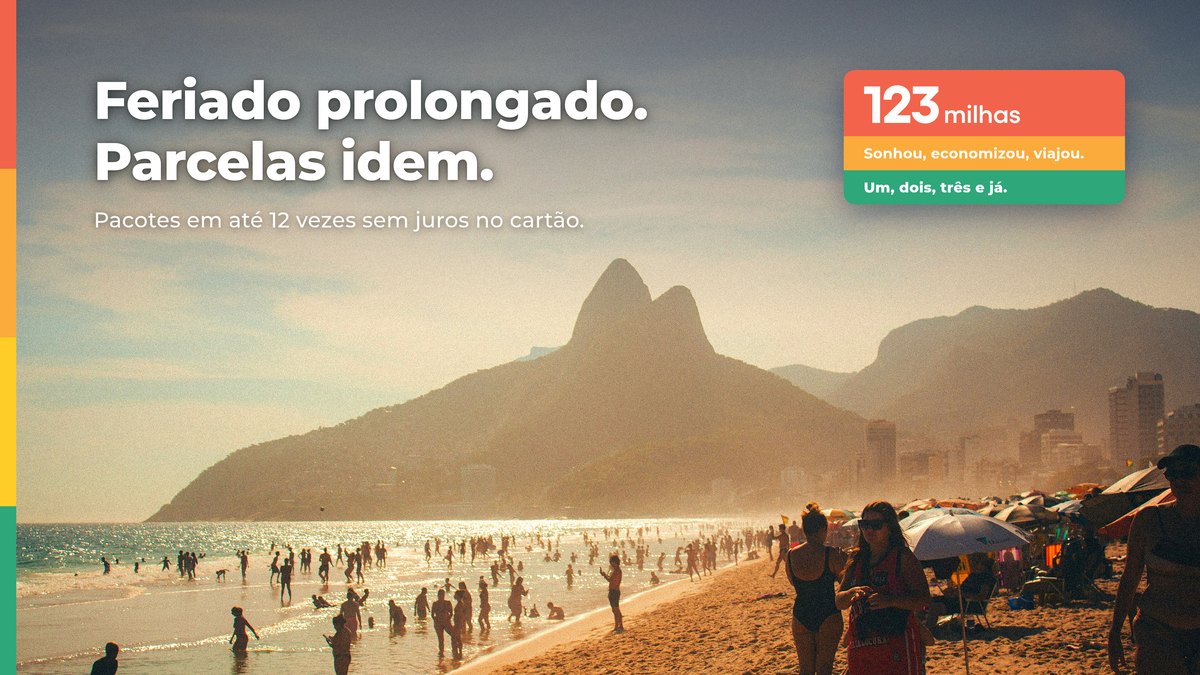 Feriado prolongado.
Parcelas idem.
Pacotes em até 12 vezes sem juros no cartão.
123 milhas
Sonhou, economizou, viajou.
Um, dois, três e já.